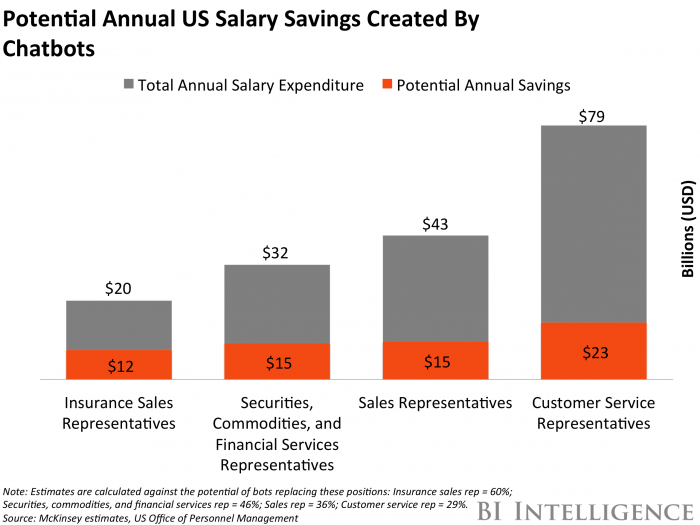 Potential Annual US Salary Savings Created By
Chatbots
Total Annual Salary Expenditure Potential Annual Savings
$79
$43
$32
$20
$12
$15
$15
$23
Billions (USD)
Insurance Sales
Representatives
Securities,
Commodities, and
Financial Services
Representatives
Sales Representatives
Customer Service
Representatives
Note: Estimates are calculated against the potential of bots replacing these positions: Insurance sales rep = 60%;
Securities, commodities, and financial services rep = 46%; Sales rep = 36%; Customer service rep = 29%.
Source: McKinsey estimates, US Office of Personnel Management
BI INTELLIGENCE